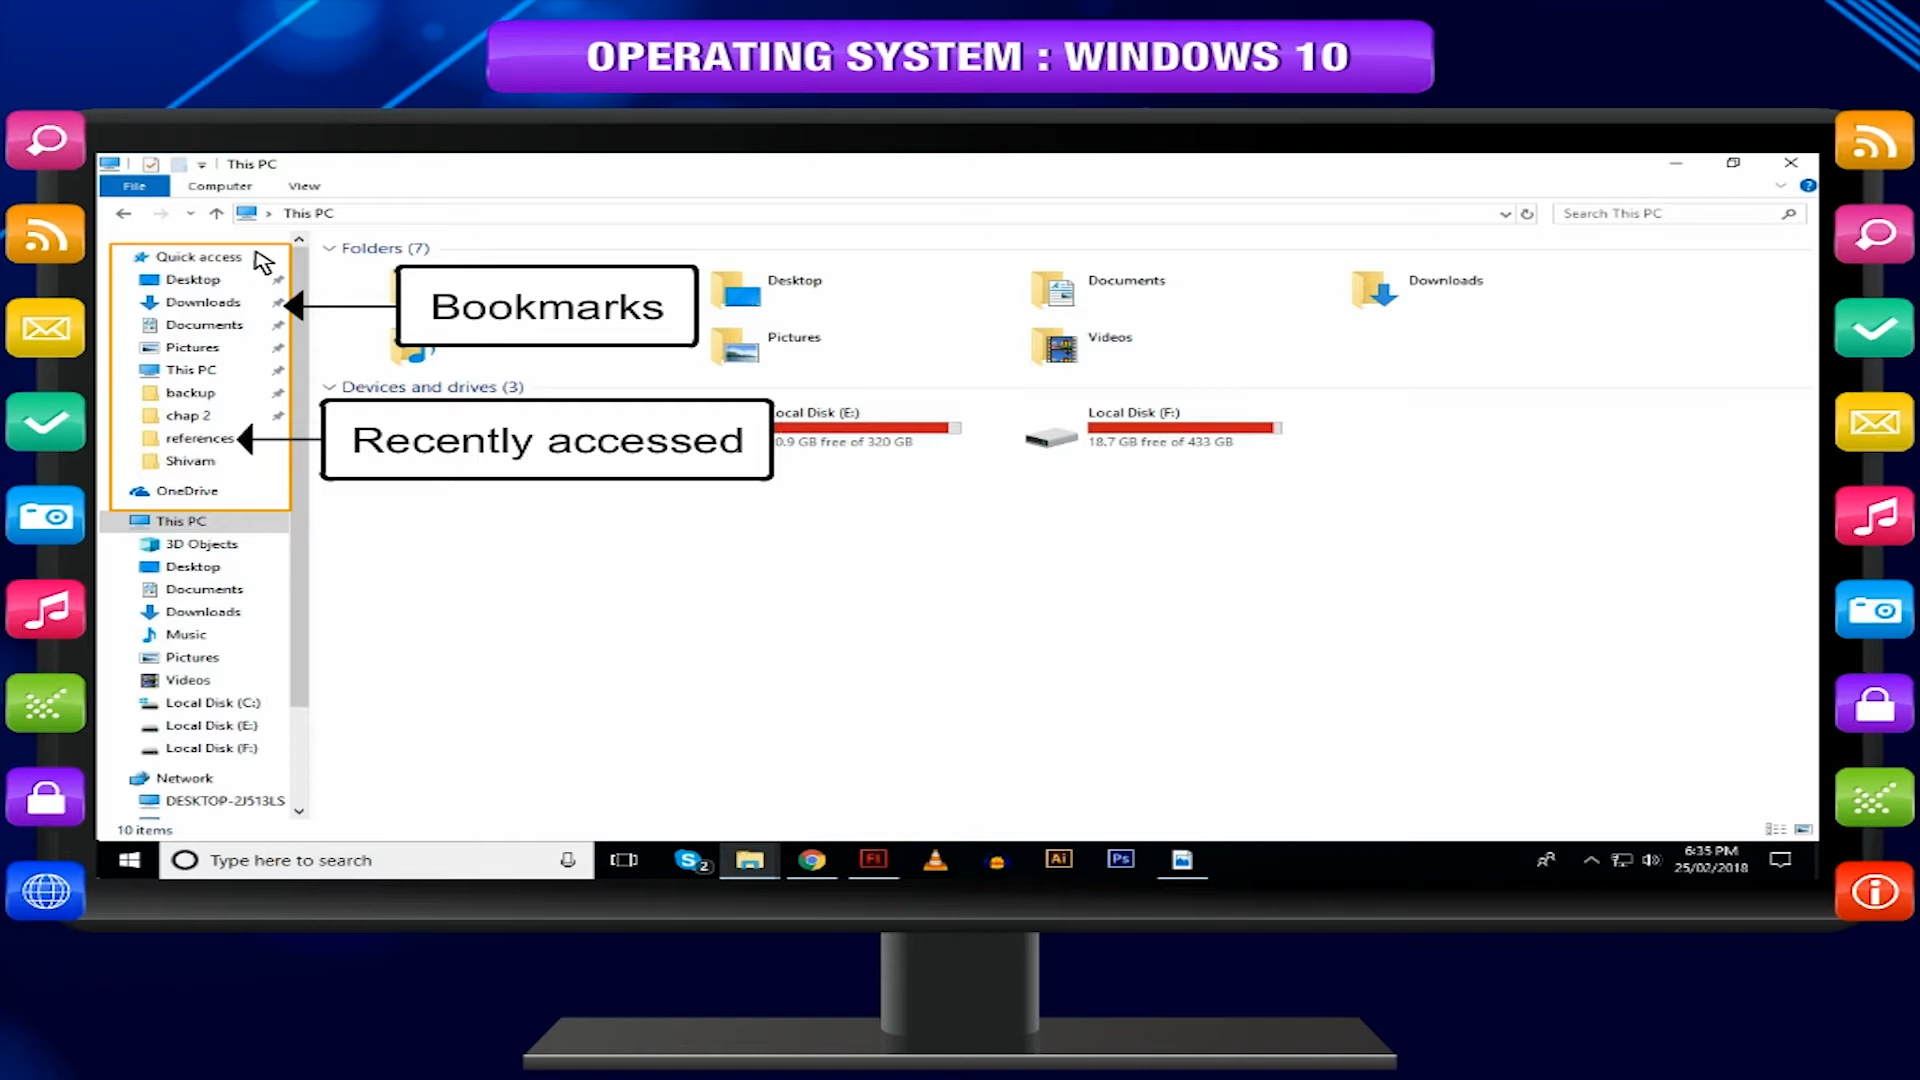 OPERATING SYSTEM : WINDOWS 10
This PC
File Computer View
This PC
Search This PC
Quick access
Desktop
Downloads
Documents
Pictures
This PC
backup
chap 2
references
Shivam
OneDrive
This PC
3D Objects
Desktop
Documents
Downloads
Music
Pictures
Videos
Local Disk (C:)
Local Disk (E:)
Local Disk (F:)
Network
DESKTOP-2J513LS
10 items
Folders (7)
Bookmarks
Desktop
Documents
Downloads
Pictures
Videos
Devices and drives (3)
Recently accessed
ocal Disk (E:)
0.9 GB free of 320 GB
Local Disk (F:)
18.7 GB free of 433 GB
Type here to search
2
Fl
Ai
Ps
6:35 PM
25/02/2018